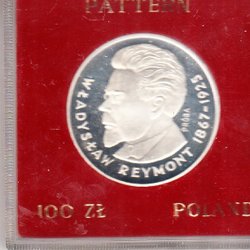 PATTERN
WŁADYSŁAW REYMONT 1867-1925
PRÓBA
100 ZŁ POLAND